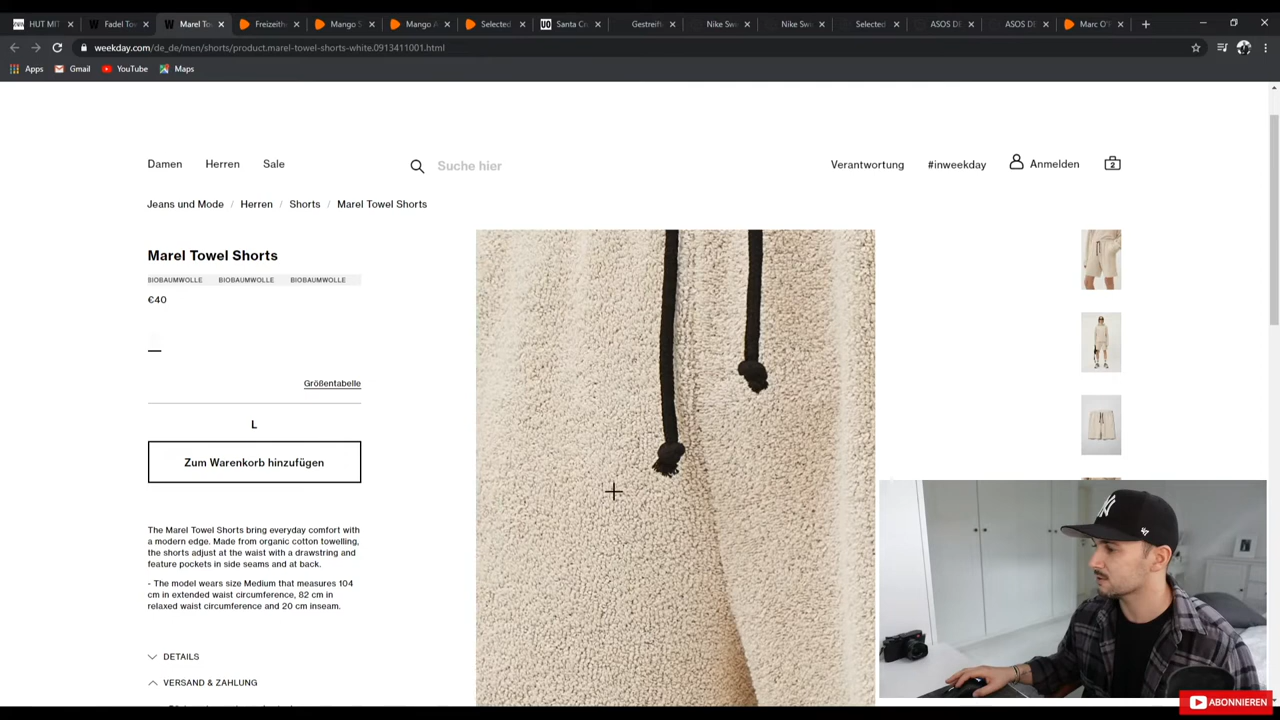 HUT MIT
Fadel Tow
Marel Tow
Freizeithe
Mango S
Mango A
Selected
Santa Cr
Gestreift
Nike Sw
Nike Sw
Selected
ASOS DE
ASOS DE
Marc O'P
weekday.com/de_de/men/shorts/product.marel-towel-shorts-white.0913411001.html
Apps Gmail YouTube Maps
Damen Herren Sale
Suche hier
Verantwortung #inweekday Anmelden 2
Jeans und Mode / Herren / Shorts / Marel Towel Shorts
Marel Towel Shorts
BIOBAUMWOLLE BIOBAUMWOLLE BIOBAUMWOLLE
€40
Größentabelle
L
Zum Warenkorb hinzufügen
The Marel Towel Shorts bring everyday comfort with
a modern edge. Made from organic cotton towelling,
the shorts adjust at the waist with a drawstring and
feature pockets in side seams and at back.
- The model wears size Medium that measures 104
cm in extended waist circumference, 82 cm in
relaxed waist circumference and 20 cm inseam.
DETAILS
VERSAND & ZAHLUNG
ABONNIEREN